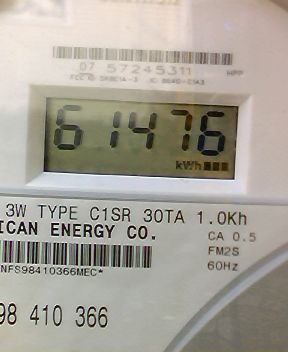 07 57245311 HPP
61476
kWh
3W TYPE C1SR 30TA 1.0Kh
ICAN ENERGY CO.
CA 0.5
FM2S
60Hz
NFS98410366MEC*
98 410 366